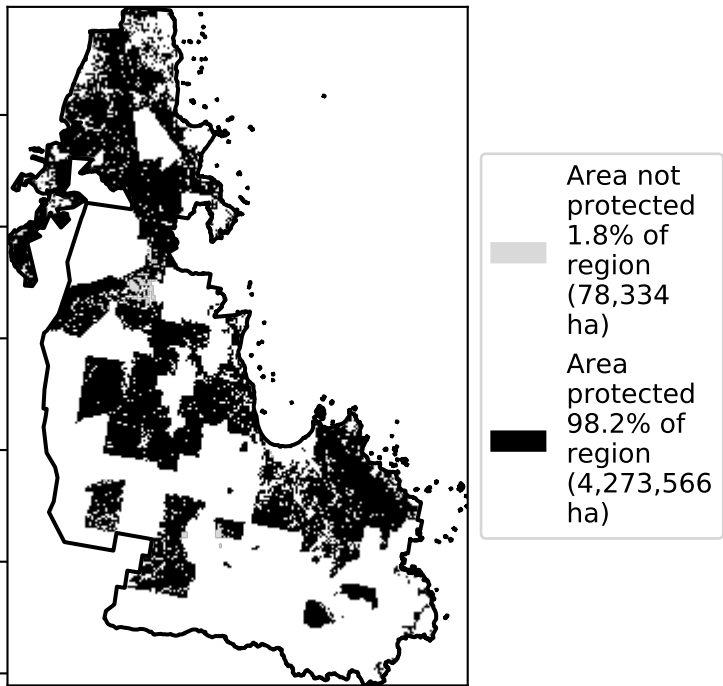 Area not
protected
1.8% of
region
(78,334
ha)
Area
protected
98.2% of
region
(4,273,566
ha)